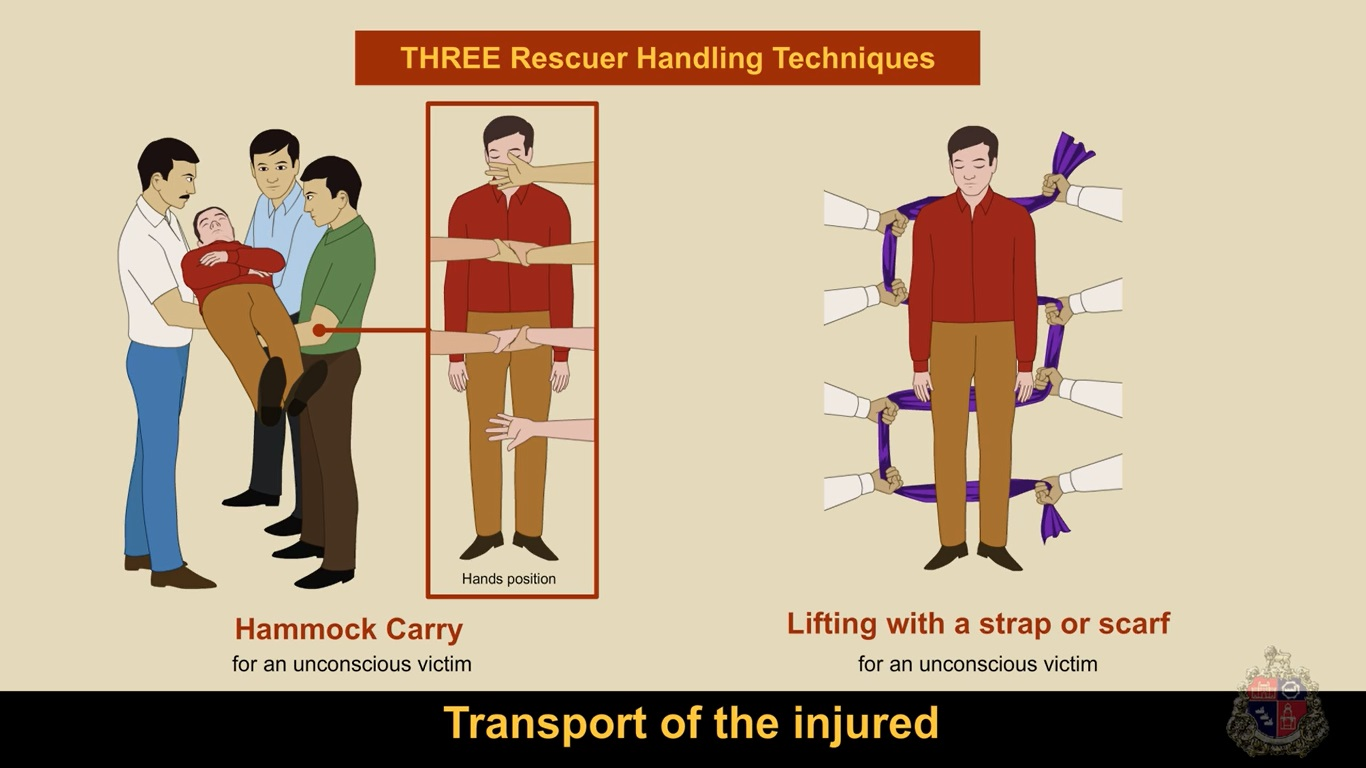 THREE Rescuer Handling Techniques
Hands position
Hammock Carry
for an unconscious victim
Lifting with a strap or scarf
for an unconscious victim
Transport of the injured